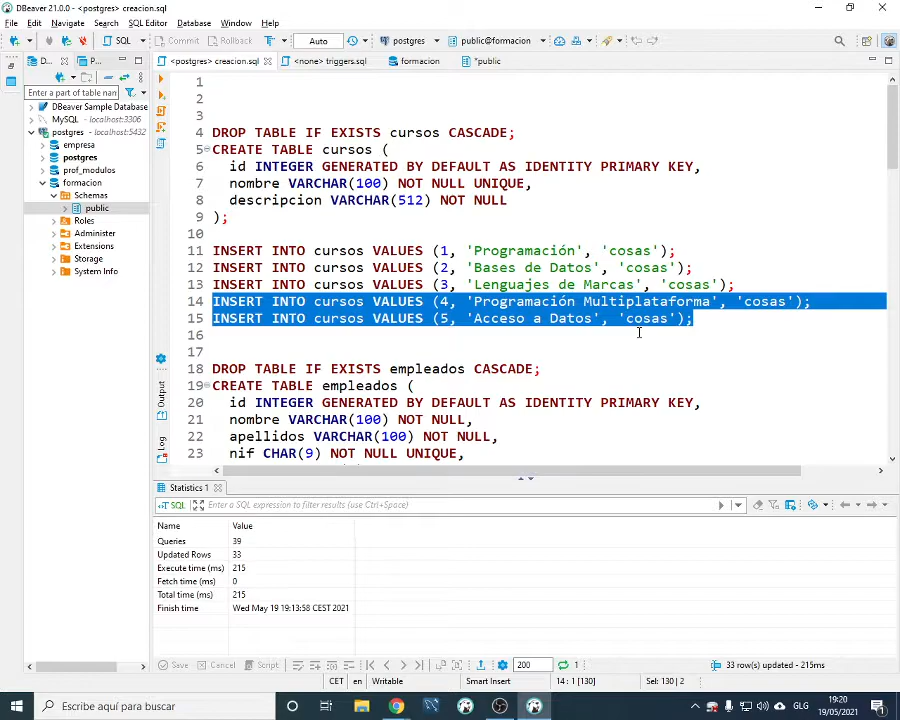 DBeaver 21.0.0 - <postgres> creacion.sql
File Edit Navigate Search SQL Editor Database Window Help
SQL Commit Rollback T Auto postgres public@formacion
D... P... <postgres> creacion.sql <none> triggers.sql formacion *public
Enter a part of table nam
DBeaver Sample Database
MySQL - localhost:3306
postgres - localhost:5432
empresa
postgres
prof_modulos
formacion
Schemas
public
Roles
Administer
Extensions
Storage
System Info
Output
Log
1
2
3
4 DROP TABLE IF EXISTS cursos CASCADE;
5 CREATE TABLE cursos (
6 id INTEGER GENERATED BY DEFAULT AS IDENTITY PRIMARY KEY,
7 nombre VARCHAR(100) NOT NULL UNIQUE,
8 descripcion VARCHAR(512) NOT NULL
9 );
10
11 INSERT INTO cursos VALUES (1, 'Programación', 'cosas');
12 INSERT INTO cursos VALUES (2, 'Bases de Datos', 'cosas');
13 INSERT INTO cursos VALUES (3, 'Lenguajes de Marcas', 'cosas');
14 INSERT INTO cursos VALUES (4, 'Programación Multiplataforma', 'cosas');
15 INSERT INTO cursos VALUES (5, 'Acceso a Datos', 'cosas');
16
17
18 DROP TABLE IF EXISTS empleados CASCADE;
19 CREATE TABLE empleados (
20 id INTEGER GENERATED BY DEFAULT AS IDENTITY PRIMARY KEY,
21 nombre VARCHAR(100) NOT NULL,
22 apellidos VARCHAR(100) NOT NULL,
23 nif CHAR(9) NOT NULL UNIQUE,
Statistics 1
SQL Enter a SQL expression to filter results (use Ctrl+Space)
Name Value
Queries 39
Updated Rows 33
Execute time (ms) 215
Fetch time (ms) 0
Total time (ms) 215
Finish time Wed May 19 19:13:58 CEST 2021
Save Cancel Script 200 1 33 row(s) updated - 215ms
CET en Writable Smart Insert 14 : 1 [130] Sel: 130 | 2
Escribe aquí para buscar GLG 19:20
19/05/2021 1